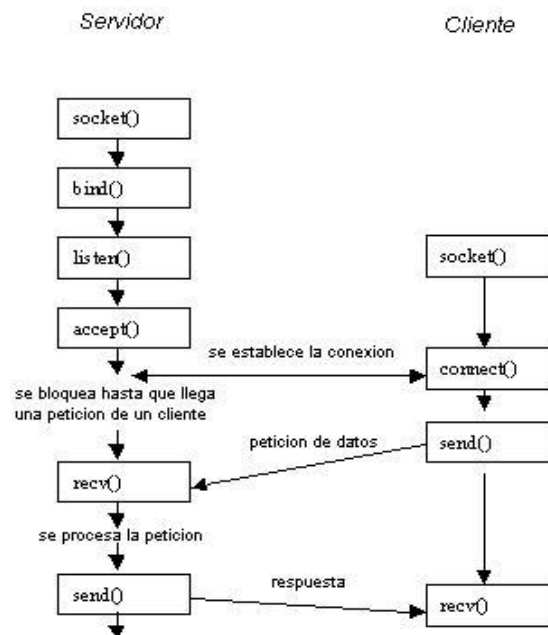 Servidor
Cliente
socket()
bind()
listen()
socket()
accept()
se establece la conexion
connect()
se bloquea hasta que llega
una peticion de un cliente
peticion de datos
send()
recv()
se procesa la peticion
respuesta
send()
recv()